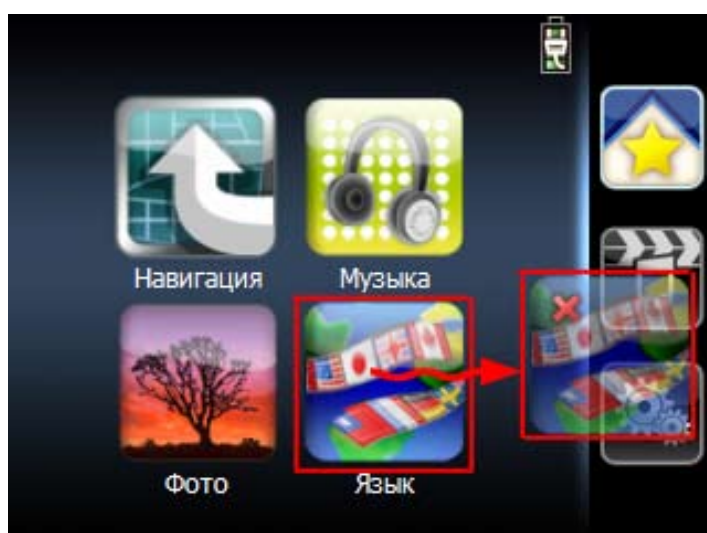 Навигация
Музыка
Фото
Язык